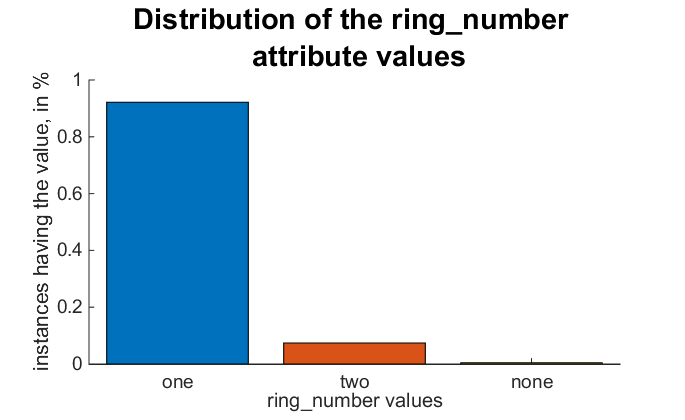 Distribution of the ring_number
attribute values
instances having the value, in %
1
0.8
0.6
0.4
0.2
0
one two none
ring_number values